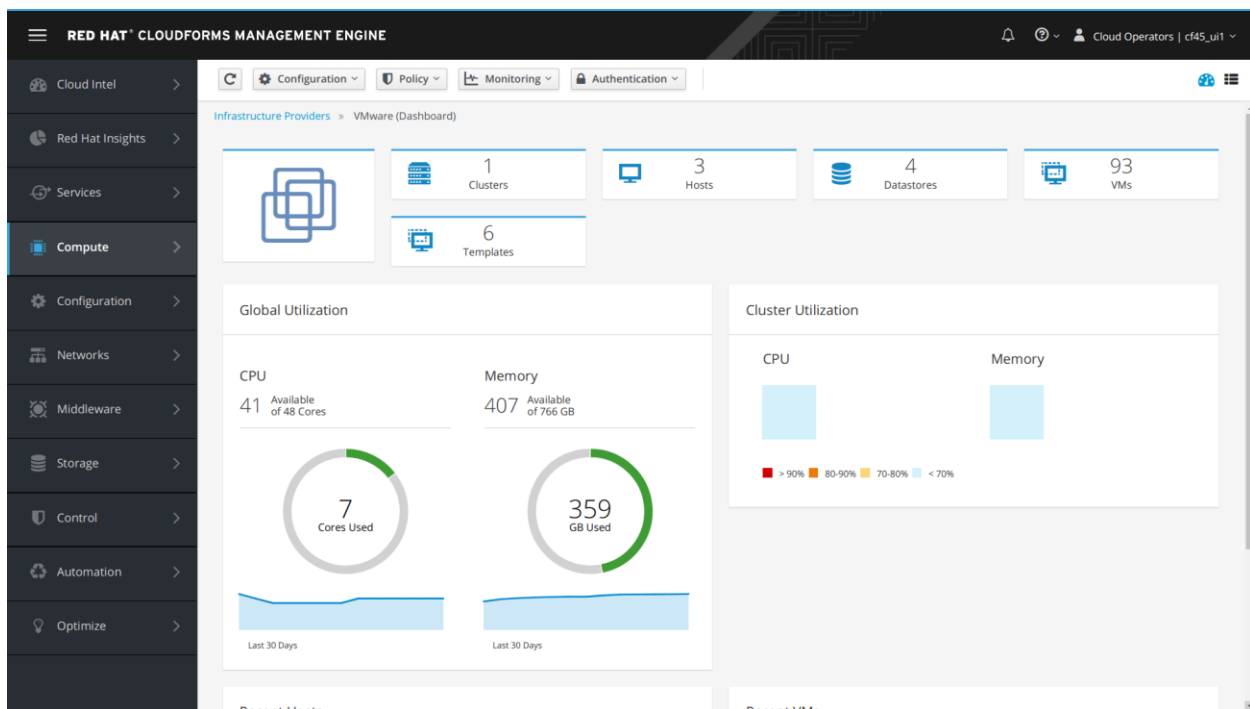 RED HAT® CLOUDFORMS MANAGEMENT ENGINE
Cloud Operators | cf45_ui1
Cloud Intel
Red Hat Insights
Services
Compute
Configuration
Networks
Middleware
Storage
Control
Automation
Optimize
Configuration
Policy
Monitoring
Authentication
Infrastructure Providers » VMware (Dashboard)
1
Clusters
3
Hosts
4
Datastores
93
VMs
6
Templates
Global Utilization
CPU
41 Available
of 48 Cores
7
Cores Used
Last 30 Days
Memory
407 Available
of 766 GB
359
GB Used
Last 30 Days
Cluster Utilization
CPU
Memory
> 90% 80-90% 70-80% < 70%